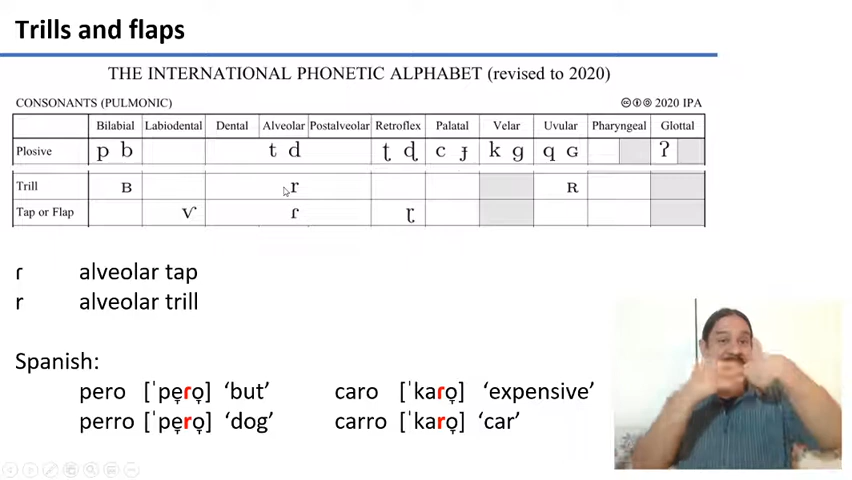 Trills and flaps
THE INTERNATIONAL PHONETIC ALPHABET (revised to 2020)
CONSONANTS (PULMONIC) 2020 IPA
Bilabial Labiodental Dental Alveolar Postalveolar Retroflex Palatal Velar Uvular Pharyngeal Glottal
Plosive p b t d ʈ ɖ c ɟ k ɡ q ɢ ʔ
Trill ʙ r ʀ
Tap or Flap ⱱ ɾ ɽ
ɾ alveolar tap
r alveolar trill
Spanish:
pero [ˈpe̞ɾo̞] ‘but’ caro [ˈkaɾo̞] ‘expensive’
perro [ˈpe̞ro̞] ‘dog’ carro [ˈkaro̞] ‘car’